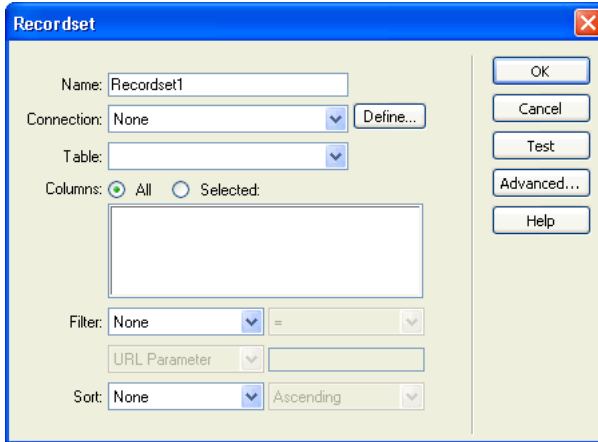 Recordset
Name: Recordset1
Connection: None Define...
Table:
Columns: All Selected:
Filter: None =
URL Parameter
Sort: None Ascending
OK
Cancel
Test
Advanced...
Help